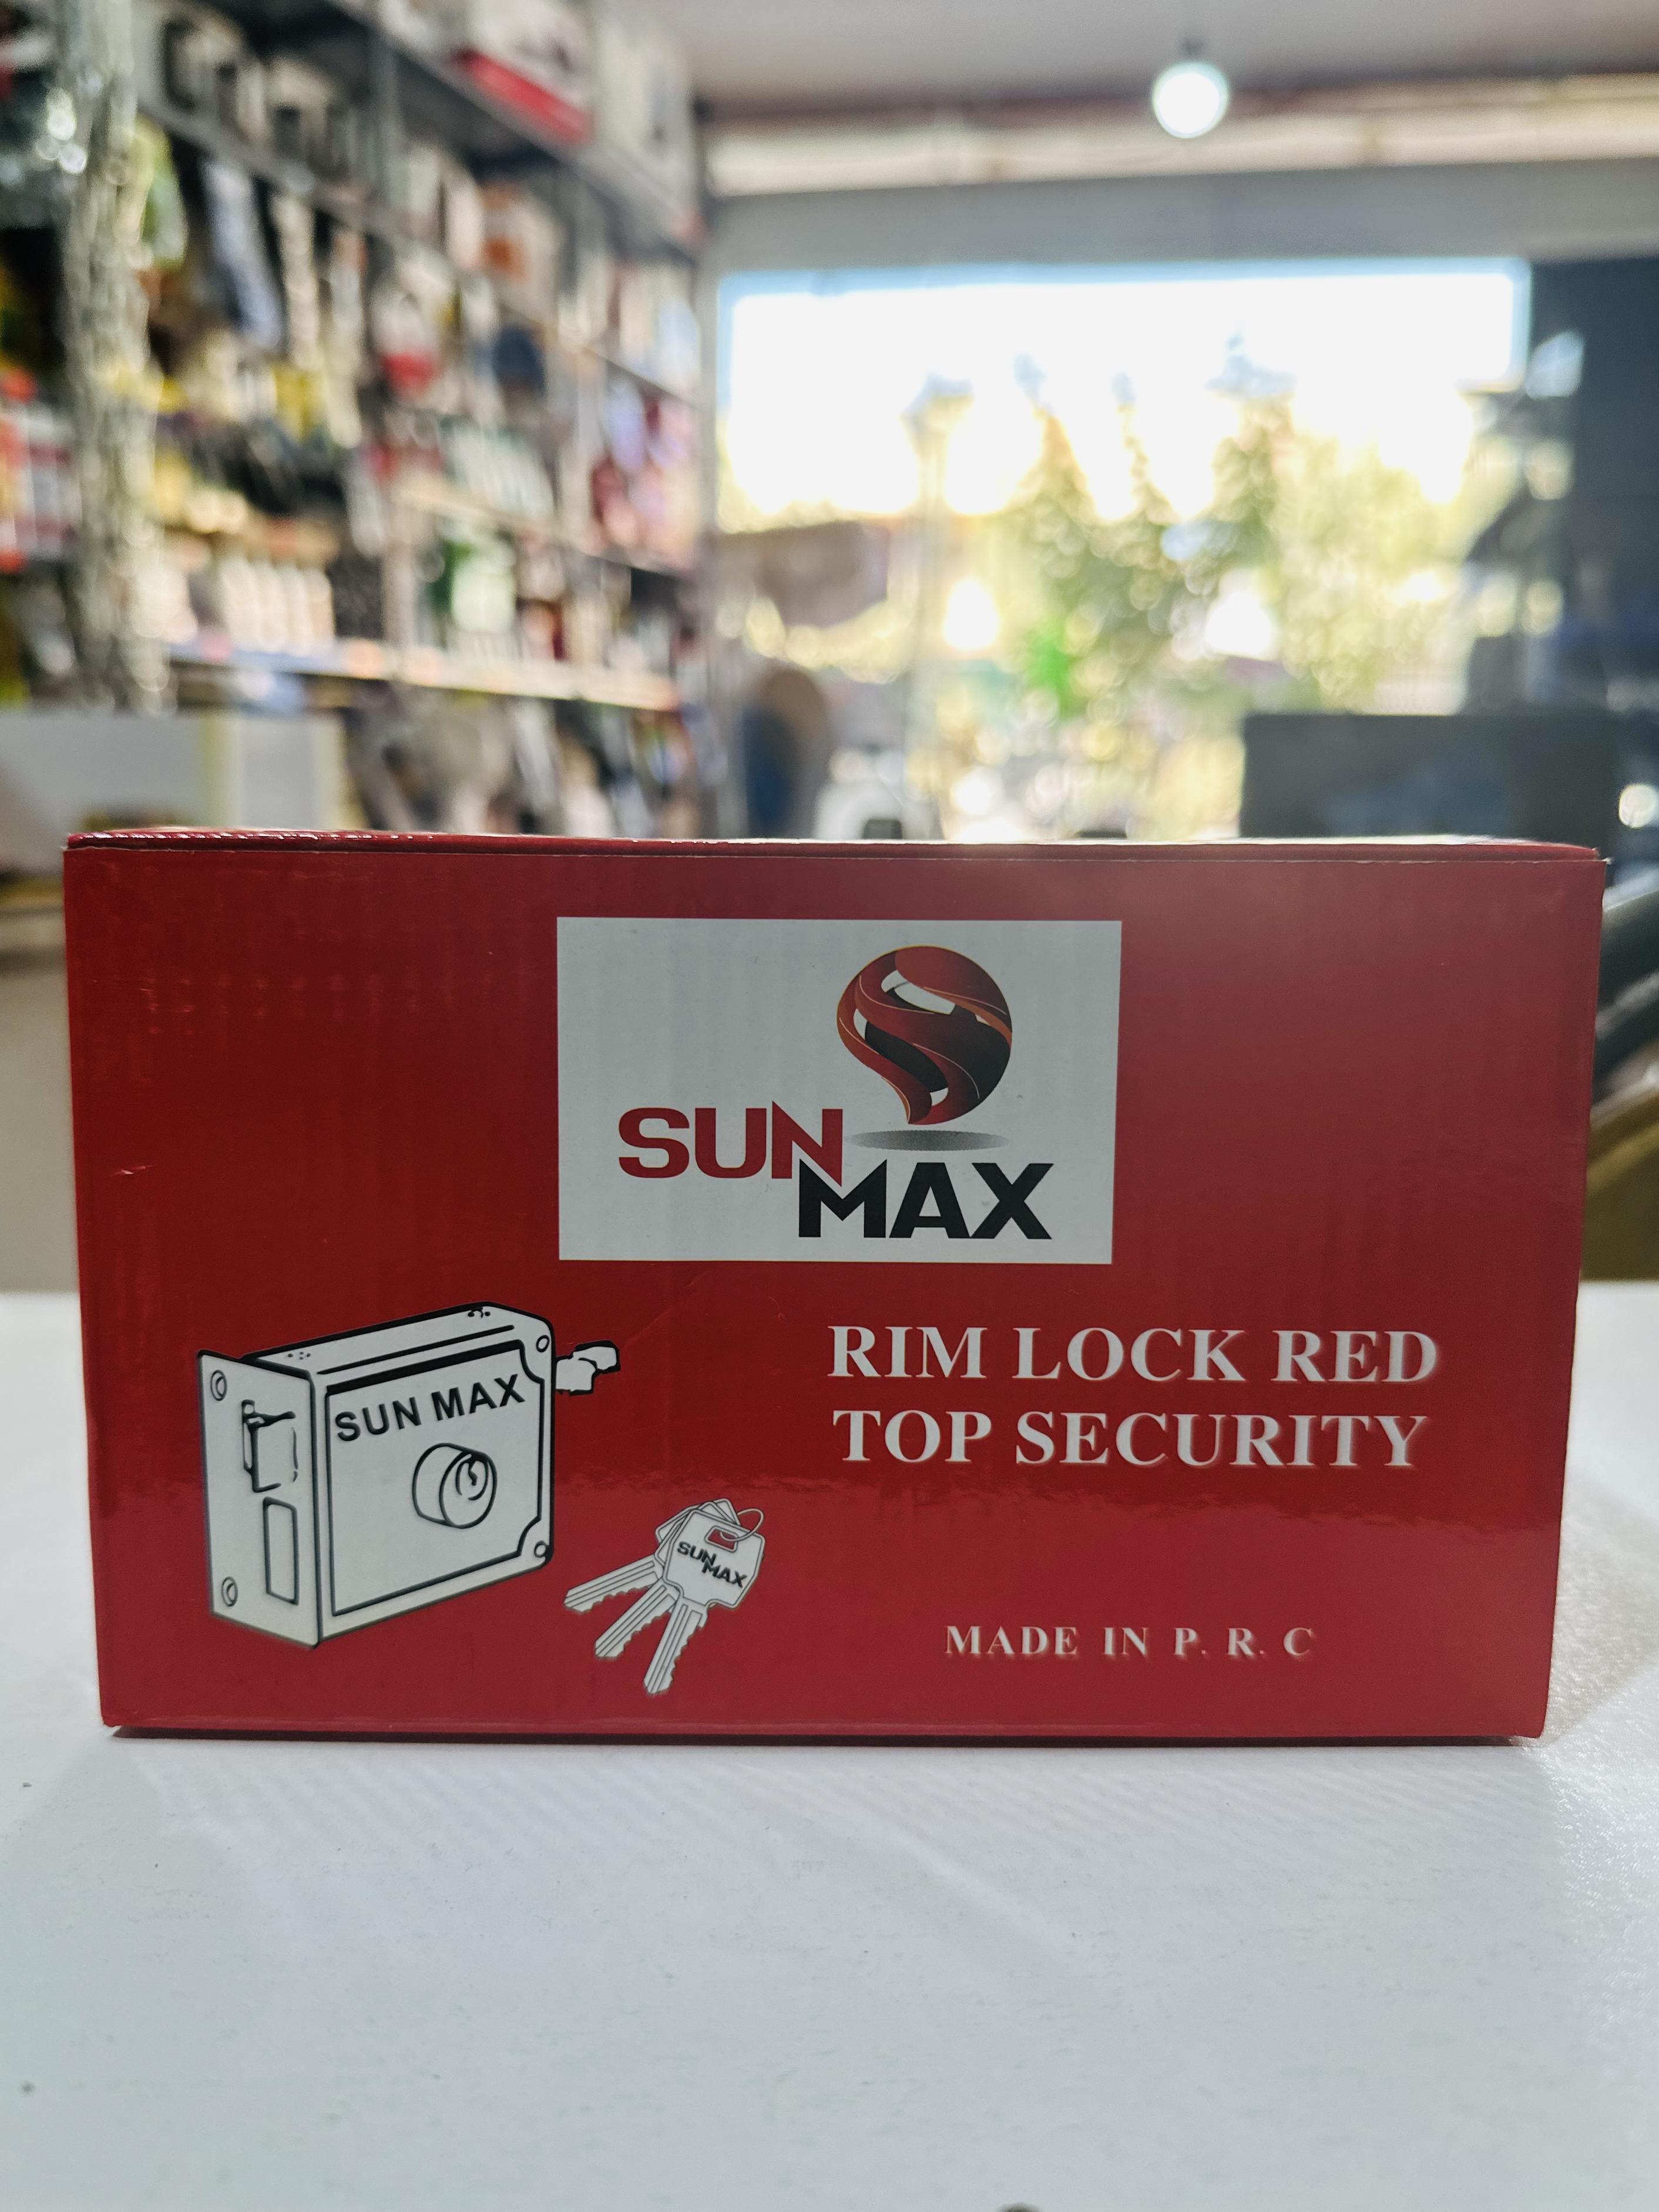 SUN
MAX
RIM LOCK RED
TOP SECURITY
SUN MAX
SUN
MAX
MADE IN P. R. C